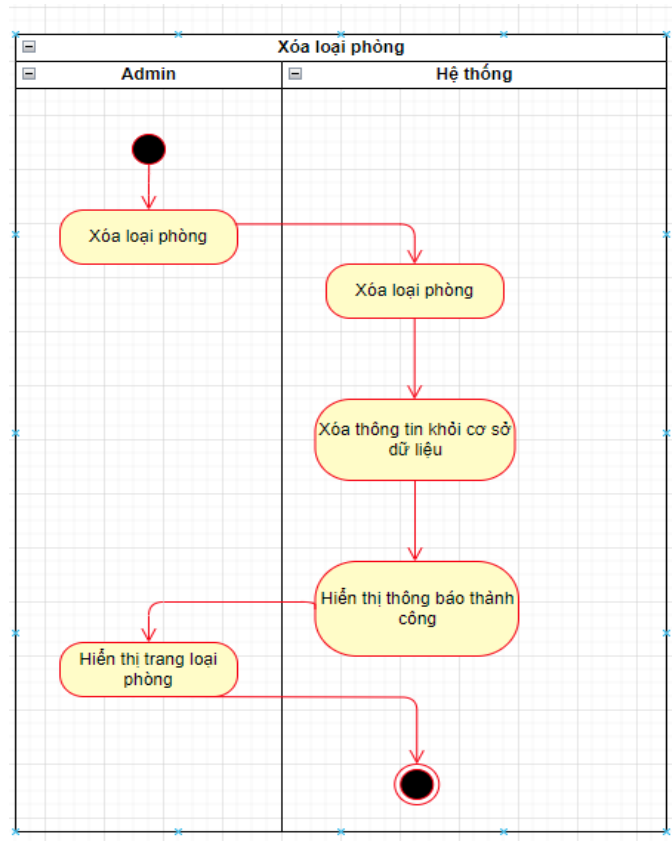 Xóa loại phòng
Admin
Hệ thống
Xóa loại phòng
Xóa loại phòng
Xóa thông tin khỏi cơ sở
dữ liệu
Hiển thị thông báo thành
công
Hiển thị trang loại
phòng